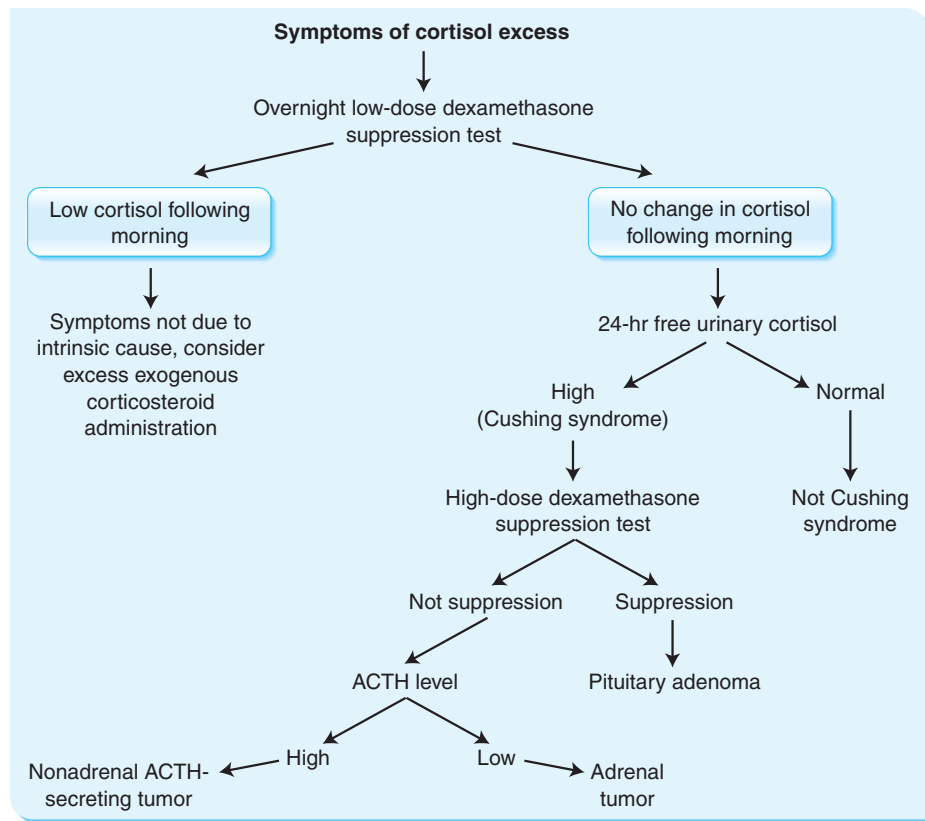 Symptoms of cortisol excess
Overnight low-dose dexamethasone
suppression test
Low cortisol following
morning
No change in cortisol
following morning
Symptoms not due to
intrinsic cause, consider
excess exogenous
corticosteroid
administration
24-hr free urinary cortisol
High
(Cushing syndrome)
Normal
High-dose dexamethasone
suppression test
Not Cushing
syndrome
Not suppression
Suppression
ACTH level
Pituitary adenoma
High
Low
Nonadrenal ACTH-
secreting tumor
Adrenal
tumor